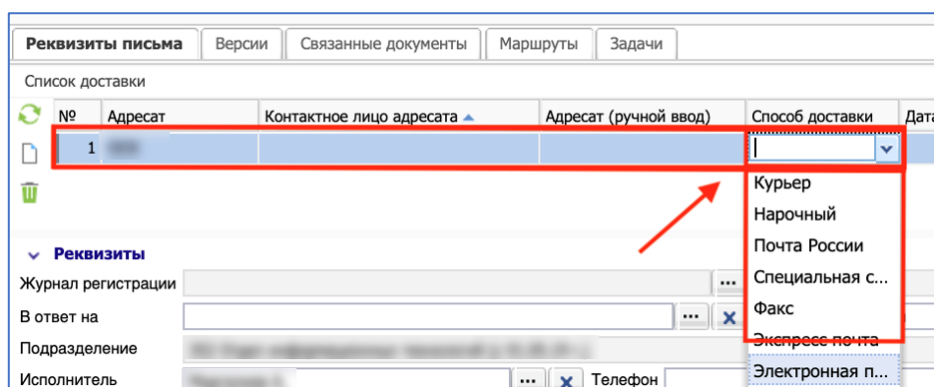 Реквизиты письма Версии Связанные документы Маршруты Задачи
Список доставки
№ Адресат Контактное лицо адресата Адресат (ручной ввод) Способ доставки Дата
1
Курьер
Нарочный
Почта России
Реквизиты
Специальная с...
Журнал регистрации ...
Факс
В ответ на ...
Экспресс почта
Подразделение
Электронная п...
Исполнитель ... Телефон